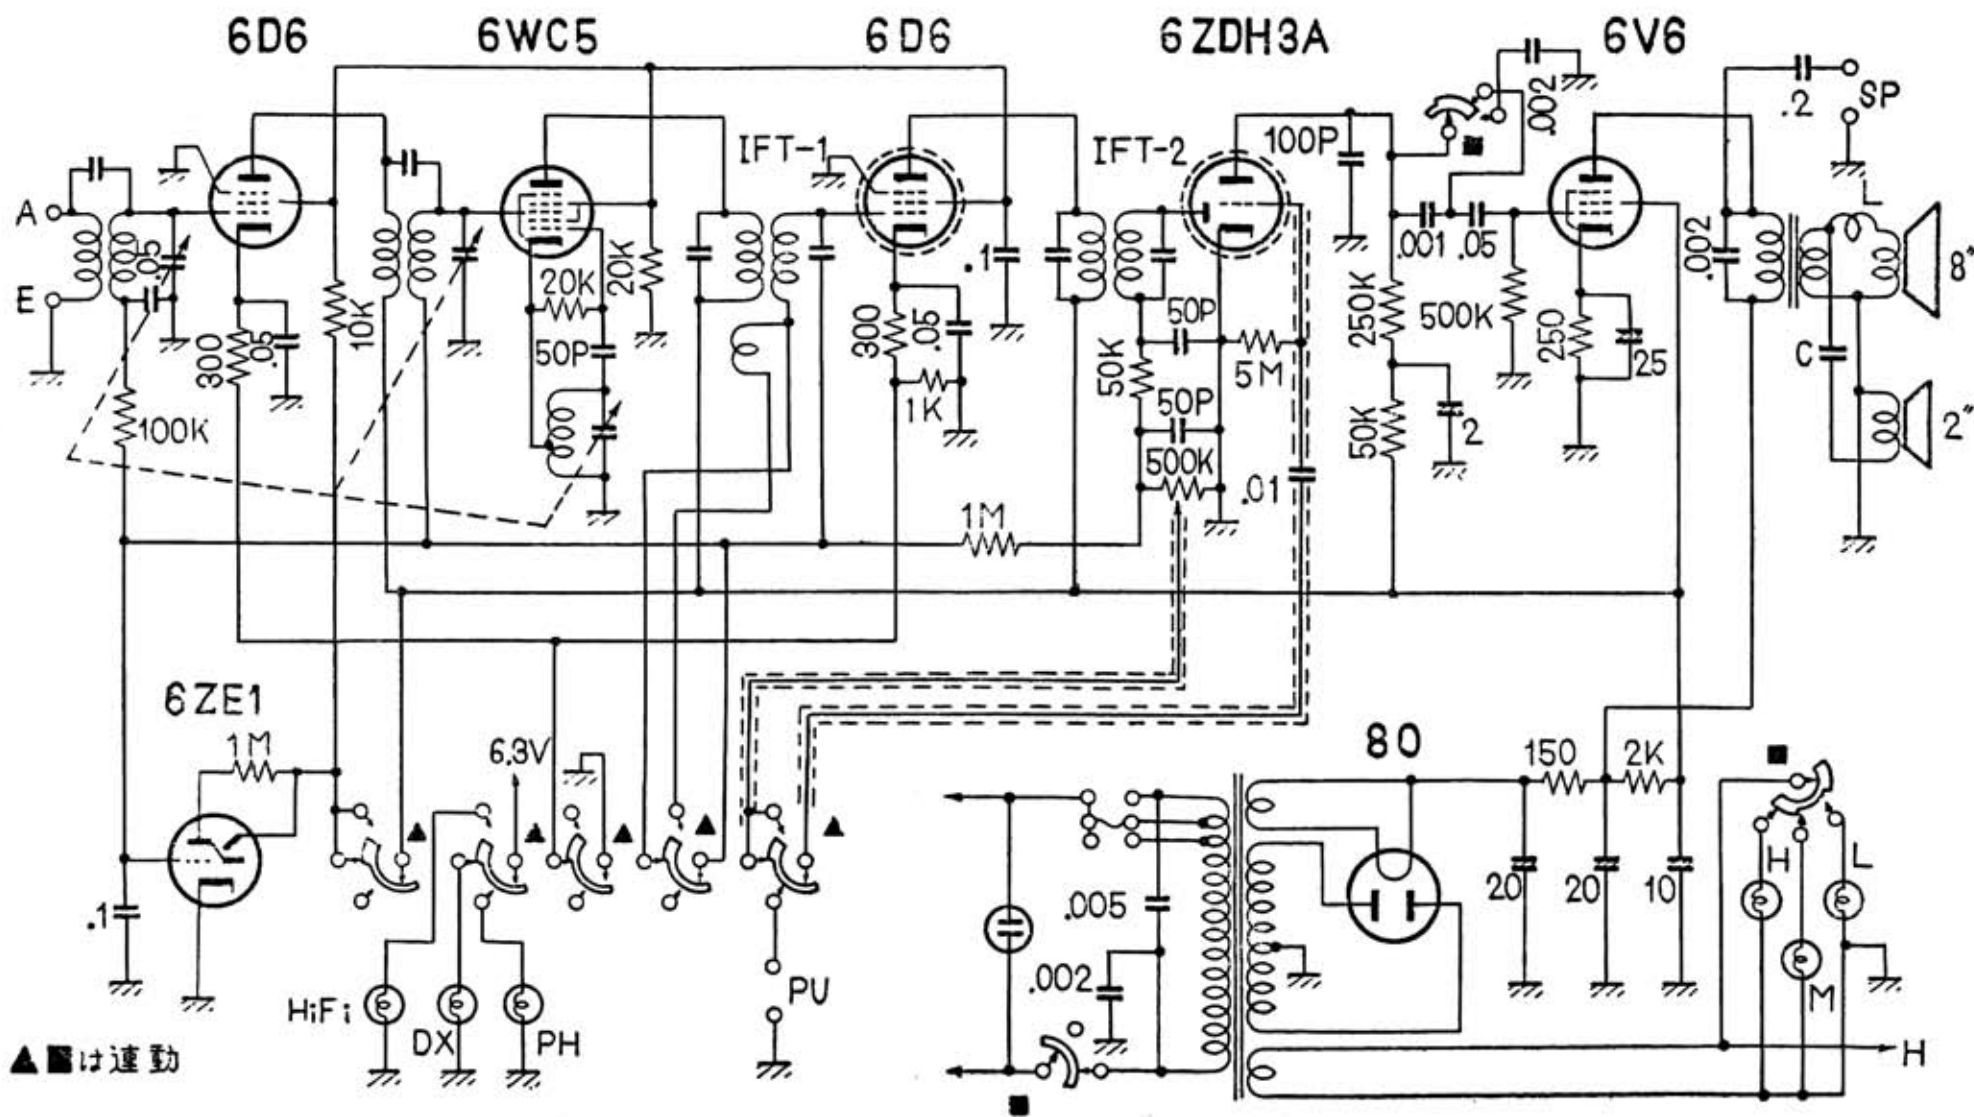 6D6 6WC5 6D6 6ZDH3A 6V6
.002
.2 SP
IFT-1 IFT-2 100P
A
.05
.001 .05
.002
L
8"
E
20K 20K
.1
10K
300 .05
50P
300 .05
50P
250K
500K
250
25
C
50K
5M
100K
1K
50P
50K
2
2"
500K
.01
1M
6ZE1
1M
6.3V
80
150 2K
■
▲ ▲ ▲ ▲ ▲
H L
20 20 10
.005
.1
.002
PU
M
HiFi
DX PH
▲■は連動
H
■